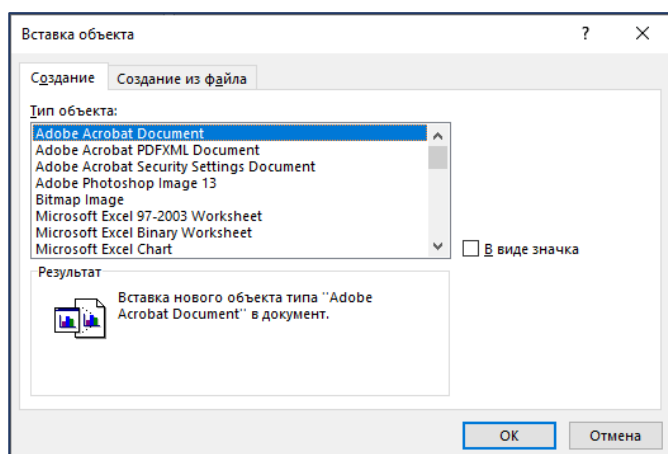 Вставка объекта
Создание Создание из файла
Тип объекта:
Adobe Acrobat Document
Adobe Acrobat PDFXML Document
Adobe Acrobat Security Settings Document
Adobe Photoshop Image 13
Bitmap Image
Microsoft Excel 97-2003 Worksheet
Microsoft Excel Binary Worksheet
Microsoft Excel Chart
В виде значка
Результат
Вставка нового объекта типа "Adobe
Acrobat Document" в документ.
ОК Отмена